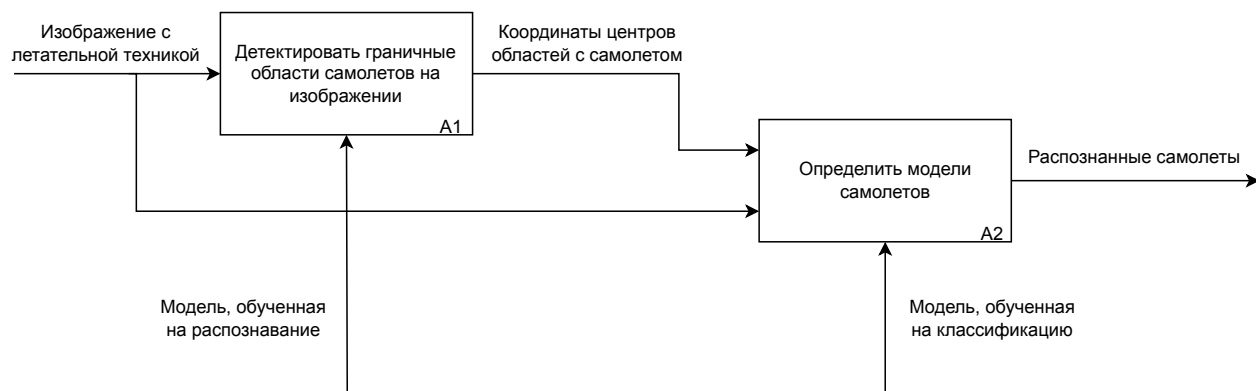 Изображение с
летательной техникой
Детектировать граничные
области самолетов на
изображении
A1
Координаты центров
областей с самолетом
Определить модели
самолетов
A2
Распознанные самолеты
Модель, обученная
на распознавание
Модель, обученная
на классификацию